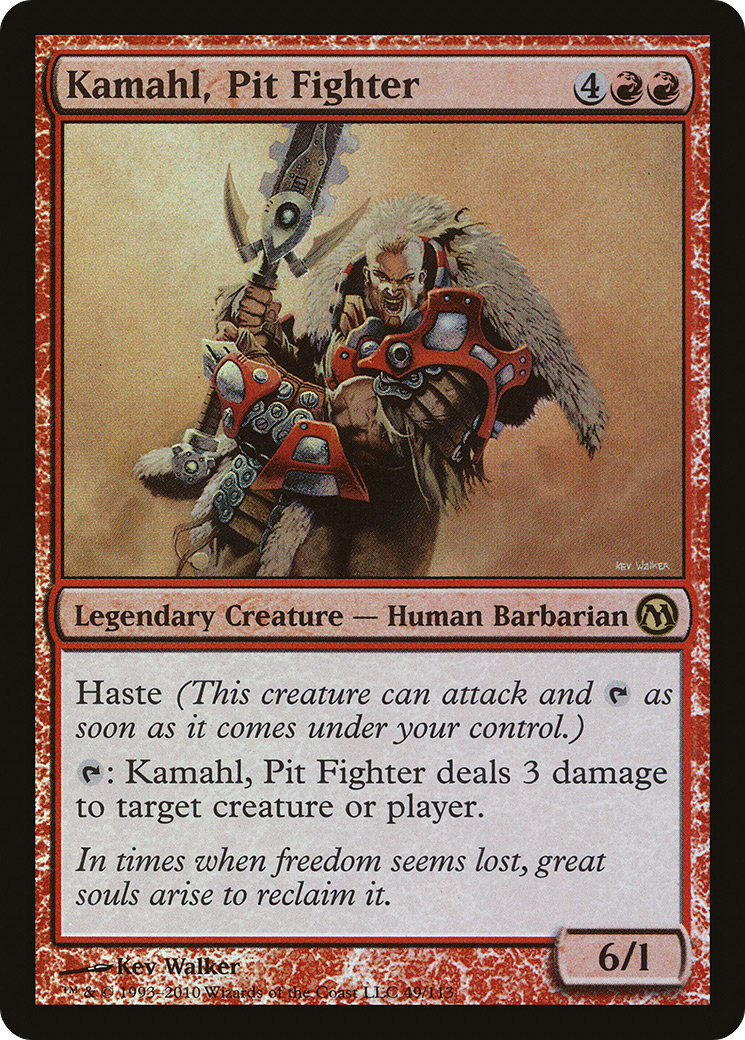 Kamahl, Pit Fighter 4
KEV WALKER
Legendary Creature — Human Barbarian M
Haste (This creature can attack and as
soon as it comes under your control.)
: Kamahl, Pit Fighter deals 3 damage
to target creature or player.
In times when freedom seems lost, great
souls arise to reclaim it.
6/1
Kev Walker
™ & © 1993–2010 Wizards of the Coast LLC 49/113